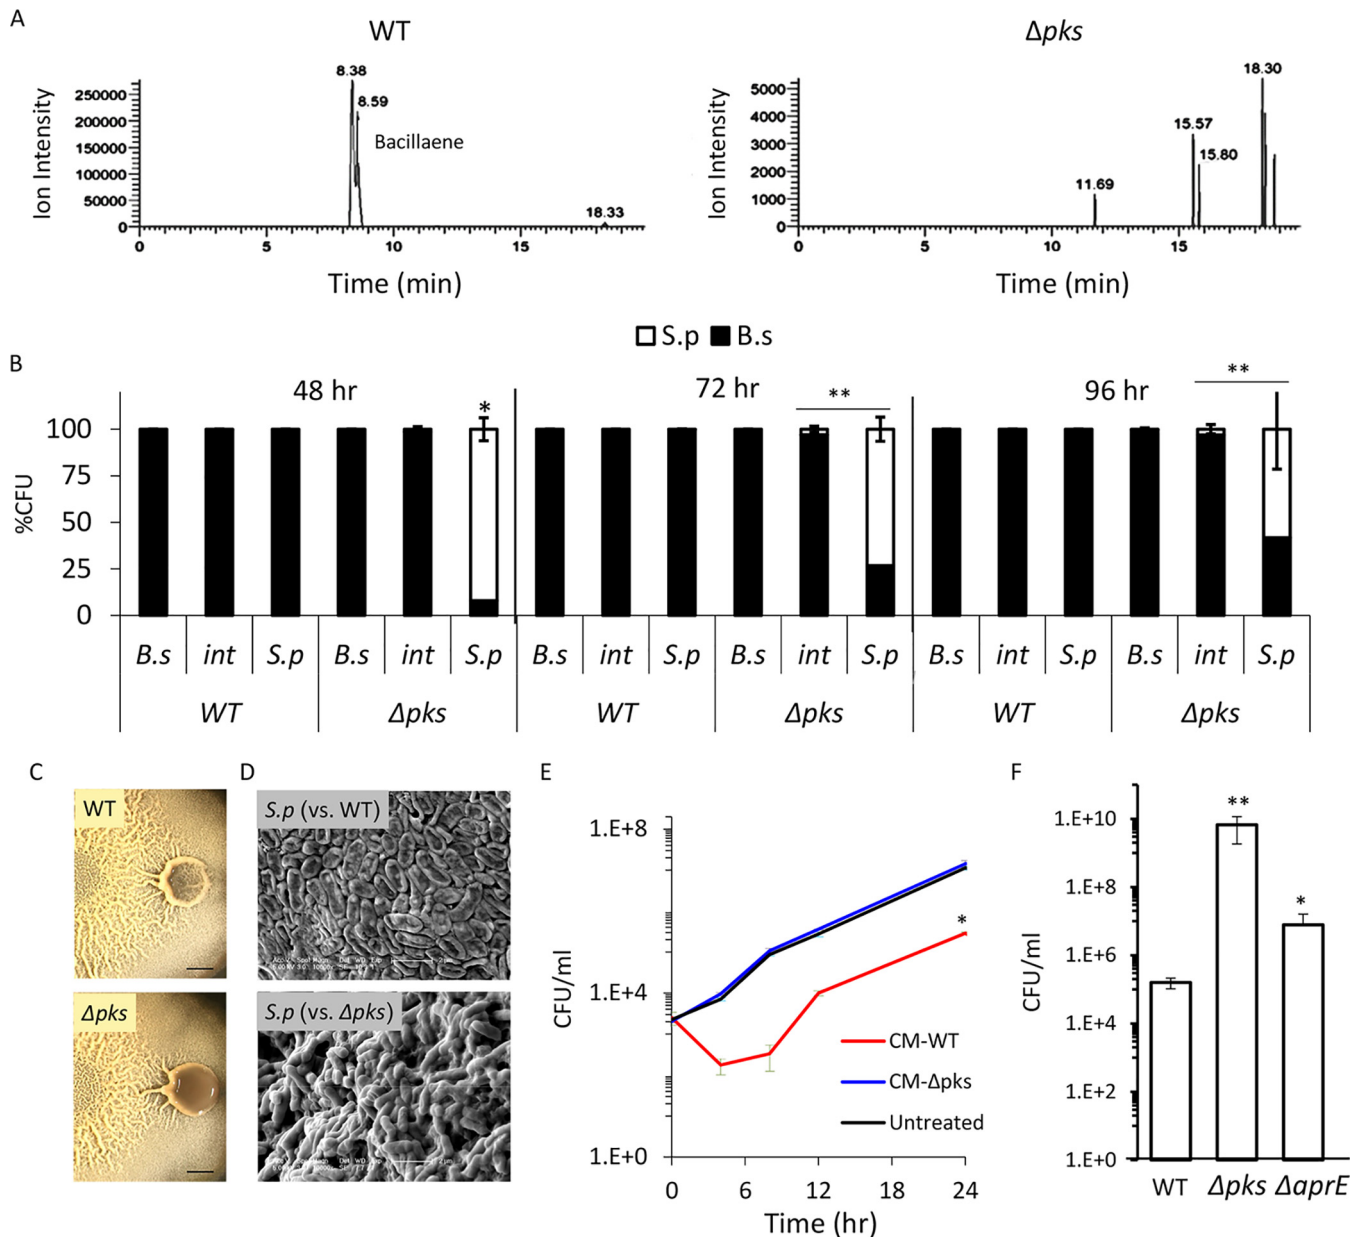 A
WT
Δpks
Ion Intensity
250000
200000
150000
100000
50000
0
8.38
8.59
Bacillaene
18.33
0 5 10 15
Time (min)
Ion Intensity
5000
4000
3000
2000
1000
0
18.30
15.57
15.80
11.69
0 5 10 15
Time (min)
S.p B.s
B
48 hr 72 hr 96 hr
* ** **
%CFU
100
75
50
25
0
B.s int S.p B.s int S.p B.s int S.p B.s int S.p B.s int S.p B.s int S.p
WT Δpks WT Δpks WT Δpks
C
WT
Δpks
D
S.p (vs. WT)
S.p (vs. Δpks)
E
CFU/ml
1.E+8
1.E+4
1.E+0
*
CM-WT
CM-Δpks
Untreated
0 6 12 18 24
Time (hr)
F
CFU/ml
1.E+10
1.E+8
1.E+6
1.E+4
1.E+2
1.E+0
**
*
WT Δpks ΔaprE